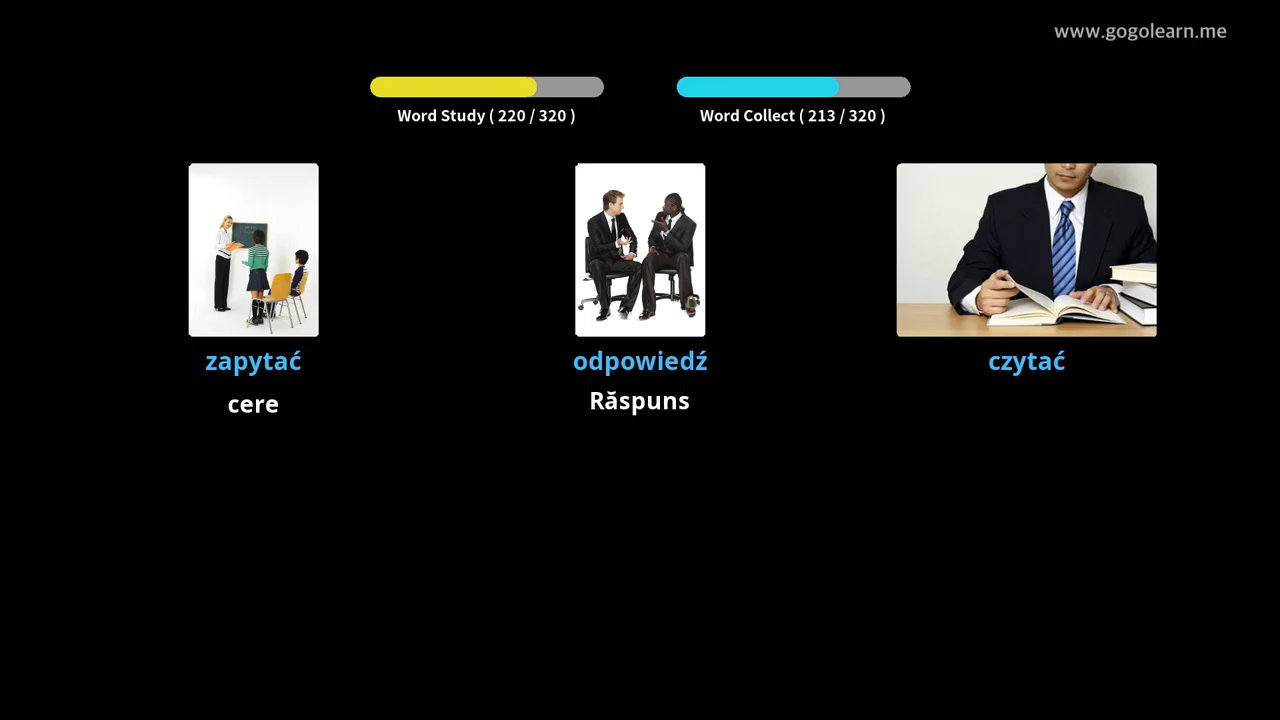 www.gogolearn.me
Word Study ( 220 / 320 )
Word Collect ( 213 / 320 )
zapytać
odpowiedź
czytać
cere
Răspuns